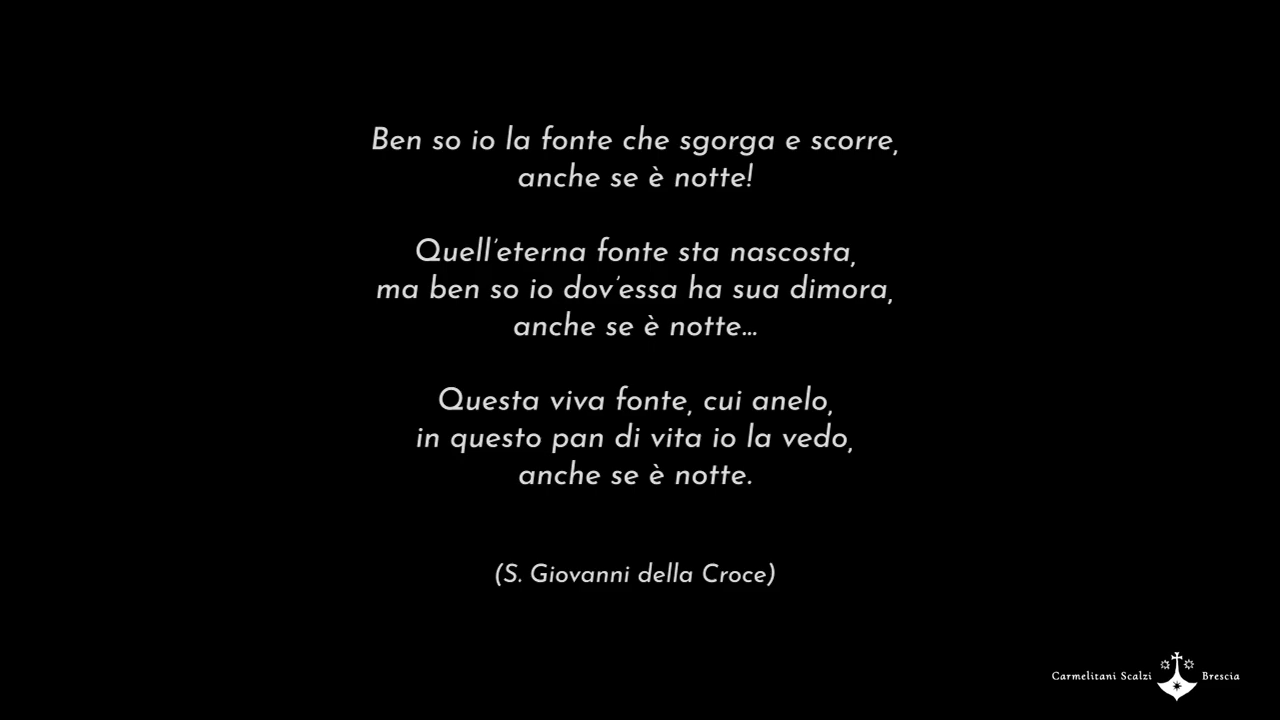 Ben so io la fonte che sgorga e scorre,
anche se è notte!
Quell'eterna fonte sta nascosta,
ma ben so io dov'essa ha sua dimora,
anche se è notte...
Questa viva fonte, cui anelo,
in questo pan di vita io la vedo,
anche se è notte.
(S. Giovanni della Croce)
Carmelitani Scalzi Brescia